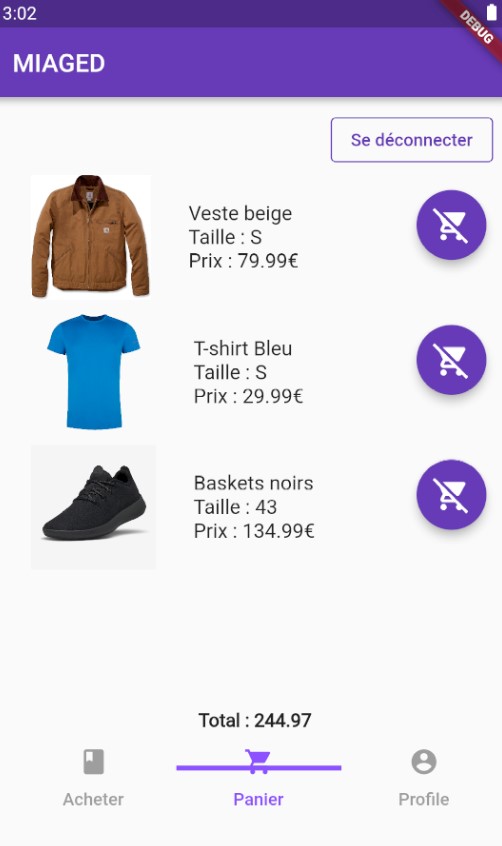 3:02
DEBUG
MIAGED
Se déconnecter
Veste beige
Taille : S
Prix : 79.99€
T-shirt Bleu
Taille : S
Prix : 29.99€
Baskets noirs
Taille : 43
Prix : 134.99€
Total : 244.97
Acheter
Panier
Profile